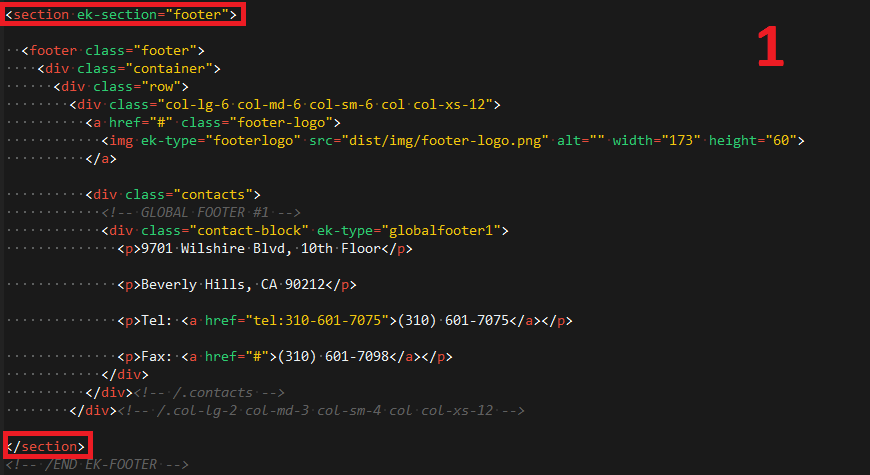 <section ek-section="footer">
1
<footer class="footer">
<div class="container">
<div class="row">
<div class="col-lg-6 col-md-6 col-sm-6 col col-xs-12">
<a href="#" class="footer-logo">
<img ek-type="footerlogo" src="dist/img/footer-logo.png" alt="" width="173" height="60">
</a>
<div class="contacts">
<!-- GLOBAL FOOTER #1 -->
<div class="contact-block" ek-type="globalfooter1">
<p>9701 Wilshire Blvd, 10th Floor</p>
<p>Beverly Hills, CA 90212</p>
<p>Tel: <a href="tel:310-601-7075">(310) 601-7075</a></p>
<p>Fax: <a href="#">(310) 601-7098</a></p>
</div>
</div><!-- /.contacts -->
</div><!-- /.col-lg-2 col-md-3 col-sm-4 col col-xs-12 -->
</section>
<!-- /END EK-FOOTER -->